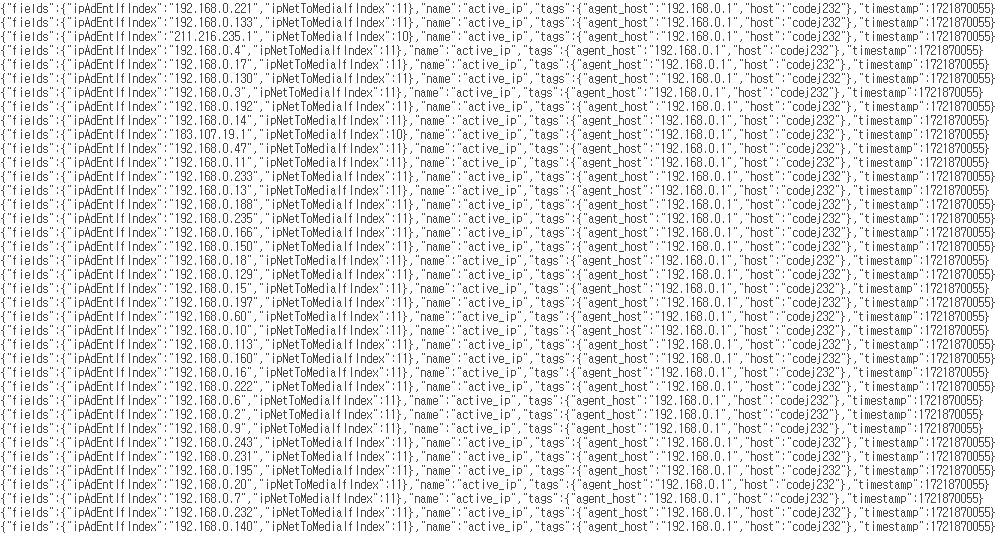 {"fields":{"ipAdEntIfIndex":"192.168.0.221","ipNetToMediaIfIndex":11},"name":"active_ip","tags":{"agent_host":"192.168.0.1","host":"codej232"},"timestamp":1721870055}
{"fields":{"ipAdEntIfIndex":"192.168.0.133","ipNetToMediaIfIndex":11},"name":"active_ip","tags":{"agent_host":"192.168.0.1","host":"codej232"},"timestamp":1721870055}
{"fields":{"ipAdEntIfIndex":"211.216.235.1","ipNetToMediaIfIndex":10},"name":"active_ip","tags":{"agent_host":"192.168.0.1","host":"codej232"},"timestamp":1721870055}
{"fields":{"ipAdEntIfIndex":"192.168.0.4","ipNetToMediaIfIndex":11},"name":"active_ip","tags":{"agent_host":"192.168.0.1","host":"codej232"},"timestamp":1721870055}
{"fields":{"ipAdEntIfIndex":"192.168.0.17","ipNetToMediaIfIndex":11},"name":"active_ip","tags":{"agent_host":"192.168.0.1","host":"codej232"},"timestamp":1721870055}
{"fields":{"ipAdEntIfIndex":"192.168.0.130","ipNetToMediaIfIndex":11},"name":"active_ip","tags":{"agent_host":"192.168.0.1","host":"codej232"},"timestamp":1721870055}
{"fields":{"ipAdEntIfIndex":"192.168.0.3","ipNetToMediaIfIndex":11},"name":"active_ip","tags":{"agent_host":"192.168.0.1","host":"codej232"},"timestamp":1721870055}
{"fields":{"ipAdEntIfIndex":"192.168.0.192","ipNetToMediaIfIndex":11},"name":"active_ip","tags":{"agent_host":"192.168.0.1","host":"codej232"},"timestamp":1721870055}
{"fields":{"ipAdEntIfIndex":"192.168.0.14","ipNetToMediaIfIndex":11},"name":"active_ip","tags":{"agent_host":"192.168.0.1","host":"codej232"},"timestamp":1721870055}
{"fields":{"ipAdEntIfIndex":"183.107.19.1","ipNetToMediaIfIndex":10},"name":"active_ip","tags":{"agent_host":"192.168.0.1","host":"codej232"},"timestamp":1721870055}
{"fields":{"ipAdEntIfIndex":"192.168.0.47","ipNetToMediaIfIndex":11},"name":"active_ip","tags":{"agent_host":"192.168.0.1","host":"codej232"},"timestamp":1721870055}
{"fields":{"ipAdEntIfIndex":"192.168.0.11","ipNetToMediaIfIndex":11},"name":"active_ip","tags":{"agent_host":"192.168.0.1","host":"codej232"},"timestamp":1721870055}
{"fields":{"ipAdEntIfIndex":"192.168.0.233","ipNetToMediaIfIndex":11},"name":"active_ip","tags":{"agent_host":"192.168.0.1","host":"codej232"},"timestamp":1721870055}
{"fields":{"ipAdEntIfIndex":"192.168.0.13","ipNetToMediaIfIndex":11},"name":"active_ip","tags":{"agent_host":"192.168.0.1","host":"codej232"},"timestamp":1721870055}
{"fields":{"ipAdEntIfIndex":"192.168.0.188","ipNetToMediaIfIndex":11},"name":"active_ip","tags":{"agent_host":"192.168.0.1","host":"codej232"},"timestamp":1721870055}
{"fields":{"ipAdEntIfIndex":"192.168.0.235","ipNetToMediaIfIndex":11},"name":"active_ip","tags":{"agent_host":"192.168.0.1","host":"codej232"},"timestamp":1721870055}
{"fields":{"ipAdEntIfIndex":"192.168.0.166","ipNetToMediaIfIndex":11},"name":"active_ip","tags":{"agent_host":"192.168.0.1","host":"codej232"},"timestamp":1721870055}
{"fields":{"ipAdEntIfIndex":"192.168.0.150","ipNetToMediaIfIndex":11},"name":"active_ip","tags":{"agent_host":"192.168.0.1","host":"codej232"},"timestamp":1721870055}
{"fields":{"ipAdEntIfIndex":"192.168.0.18","ipNetToMediaIfIndex":11},"name":"active_ip","tags":{"agent_host":"192.168.0.1","host":"codej232"},"timestamp":1721870055}
{"fields":{"ipAdEntIfIndex":"192.168.0.129","ipNetToMediaIfIndex":11},"name":"active_ip","tags":{"agent_host":"192.168.0.1","host":"codej232"},"timestamp":1721870055}
{"fields":{"ipAdEntIfIndex":"192.168.0.15","ipNetToMediaIfIndex":11},"name":"active_ip","tags":{"agent_host":"192.168.0.1","host":"codej232"},"timestamp":1721870055}
{"fields":{"ipAdEntIfIndex":"192.168.0.197","ipNetToMediaIfIndex":11},"name":"active_ip","tags":{"agent_host":"192.168.0.1","host":"codej232"},"timestamp":1721870055}
{"fields":{"ipAdEntIfIndex":"192.168.0.60","ipNetToMediaIfIndex":11},"name":"active_ip","tags":{"agent_host":"192.168.0.1","host":"codej232"},"timestamp":1721870055}
{"fields":{"ipAdEntIfIndex":"192.168.0.10","ipNetToMediaIfIndex":11},"name":"active_ip","tags":{"agent_host":"192.168.0.1","host":"codej232"},"timestamp":1721870055}
{"fields":{"ipAdEntIfIndex":"192.168.0.113","ipNetToMediaIfIndex":11},"name":"active_ip","tags":{"agent_host":"192.168.0.1","host":"codej232"},"timestamp":1721870055}
{"fields":{"ipAdEntIfIndex":"192.168.0.160","ipNetToMediaIfIndex":11},"name":"active_ip","tags":{"agent_host":"192.168.0.1","host":"codej232"},"timestamp":1721870055}
{"fields":{"ipAdEntIfIndex":"192.168.0.16","ipNetToMediaIfIndex":11},"name":"active_ip","tags":{"agent_host":"192.168.0.1","host":"codej232"},"timestamp":1721870055}
{"fields":{"ipAdEntIfIndex":"192.168.0.222","ipNetToMediaIfIndex":11},"name":"active_ip","tags":{"agent_host":"192.168.0.1","host":"codej232"},"timestamp":1721870055}
{"fields":{"ipAdEntIfIndex":"192.168.0.6","ipNetToMediaIfIndex":11},"name":"active_ip","tags":{"agent_host":"192.168.0.1","host":"codej232"},"timestamp":1721870055}
{"fields":{"ipAdEntIfIndex":"192.168.0.2","ipNetToMediaIfIndex":11},"name":"active_ip","tags":{"agent_host":"192.168.0.1","host":"codej232"},"timestamp":1721870055}
{"fields":{"ipAdEntIfIndex":"192.168.0.9","ipNetToMediaIfIndex":11},"name":"active_ip","tags":{"agent_host":"192.168.0.1","host":"codej232"},"timestamp":1721870055}
{"fields":{"ipAdEntIfIndex":"192.168.0.243","ipNetToMediaIfIndex":11},"name":"active_ip","tags":{"agent_host":"192.168.0.1","host":"codej232"},"timestamp":1721870055}
{"fields":{"ipAdEntIfIndex":"192.168.0.231","ipNetToMediaIfIndex":11},"name":"active_ip","tags":{"agent_host":"192.168.0.1","host":"codej232"},"timestamp":1721870055}
{"fields":{"ipAdEntIfIndex":"192.168.0.195","ipNetToMediaIfIndex":11},"name":"active_ip","tags":{"agent_host":"192.168.0.1","host":"codej232"},"timestamp":1721870055}
{"fields":{"ipAdEntIfIndex":"192.168.0.20","ipNetToMediaIfIndex":11},"name":"active_ip","tags":{"agent_host":"192.168.0.1","host":"codej232"},"timestamp":1721870055}
{"fields":{"ipAdEntIfIndex":"192.168.0.7","ipNetToMediaIfIndex":11},"name":"active_ip","tags":{"agent_host":"192.168.0.1","host":"codej232"},"timestamp":1721870055}
{"fields":{"ipAdEntIfIndex":"192.168.0.232","ipNetToMediaIfIndex":11},"name":"active_ip","tags":{"agent_host":"192.168.0.1","host":"codej232"},"timestamp":1721870055}
{"fields":{"ipAdEntIfIndex":"192.168.0.140","ipNetToMediaIfIndex":11},"name":"active_ip","tags":{"agent_host":"192.168.0.1","host":"codej232"},"timestamp":1721870055}